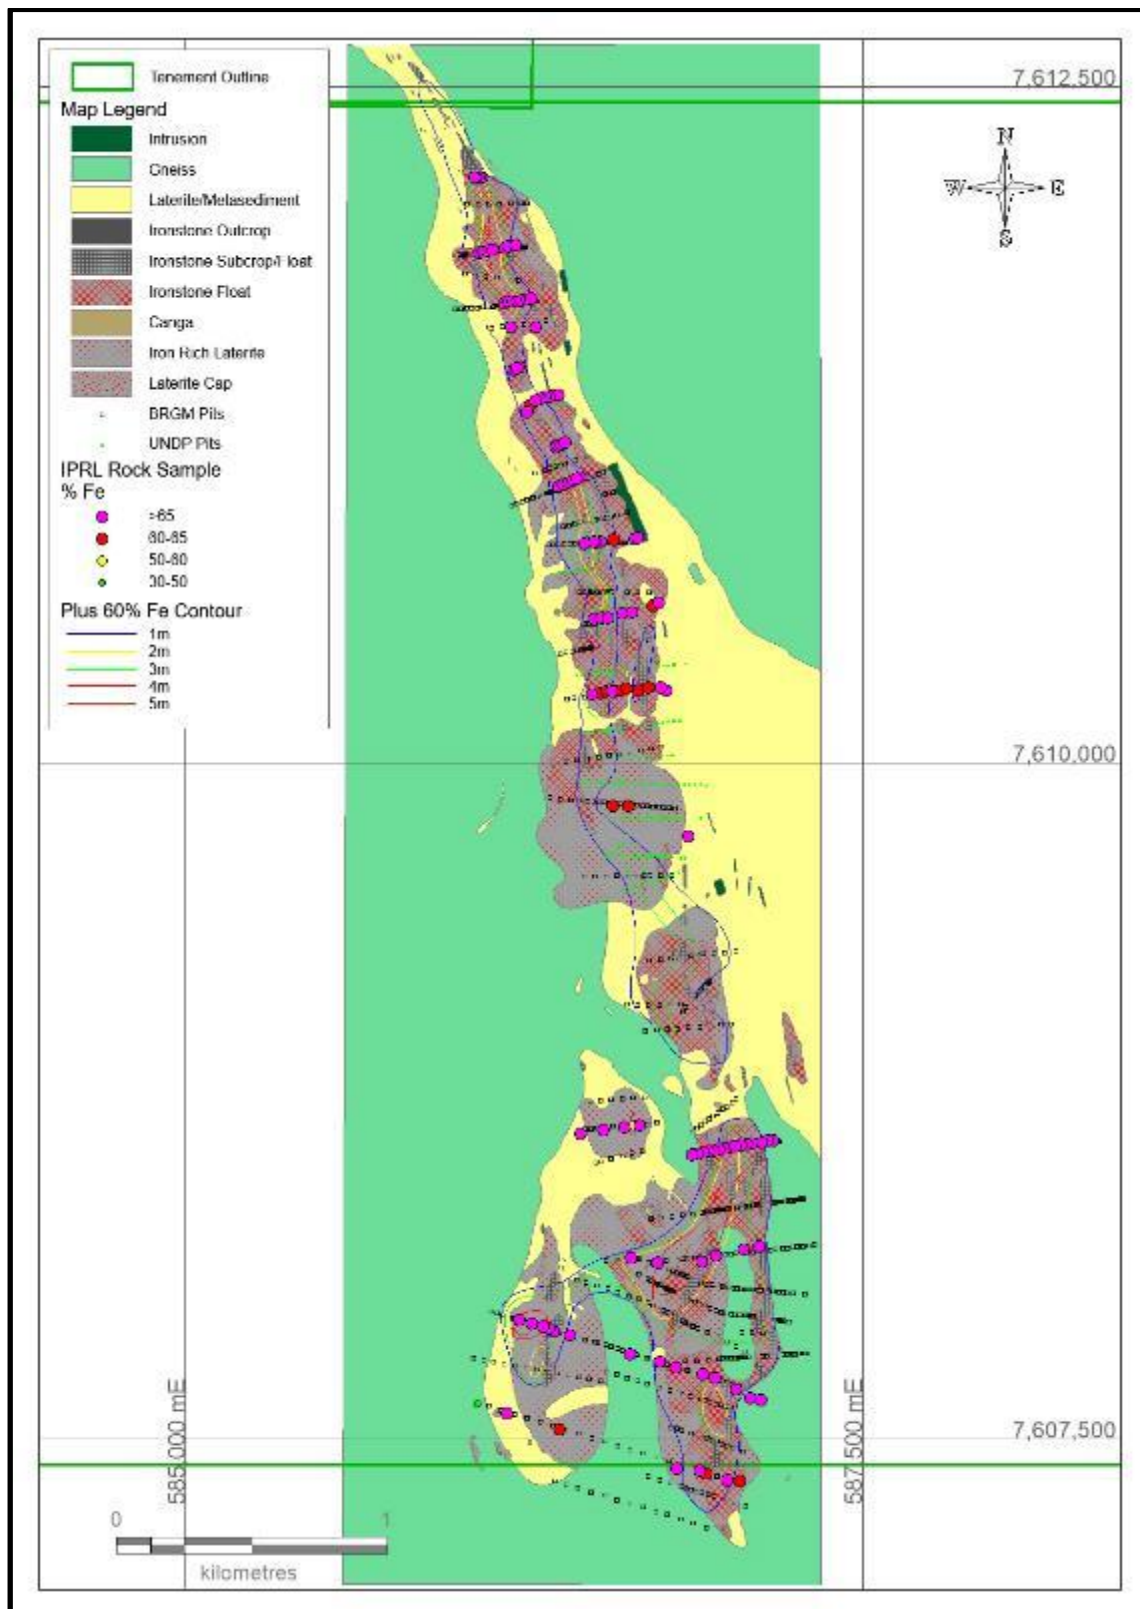 Tenement Outline
Map Legend
Intrusion
Gneiss
Laterite/Metasediment
Ironstone Outcrop
Ironstone Subcrop/Float
Ironstone Float
Canga
Iron Rich Laterite
Laterite Cap
BRGM Pits
UNDP Pits
IPRL Rock Sample
% Fe
>65
60-65
50-60
30-50
Plus 60% Fe Contour
1m
2m
3m
4m
5m
7,612,500
N
W E
S
7,610,000
7,607,500
585,000 mE
587,500 mE
0 1
kilometres